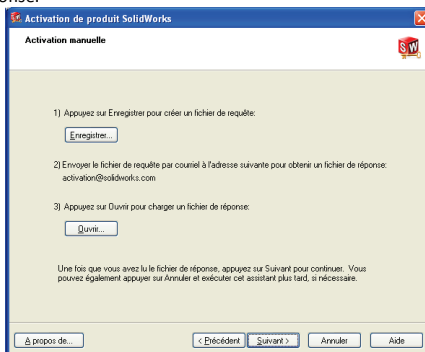 Activation de produit SolidWorks
Activation manuelle
SW
1) Appuyez sur Enregistrer pour créer un fichier de requête:
Enregistrer...
2) Envoyer le fichier de requête par courriel à l'adresse suivante pour obtenir un fichier de réponse:
activation@solidworks.com
3) Appuyez sur Ouvrir pour charger un fichier de réponse:
Ouvrir...
Une fois que vous avez lu le fichier de réponse, appuyez sur Suivant pour continuer. Vous
pouvez également appuyer sur Annuler et exécuter cet assistant plus tard, si nécessaire.
A propos de... < Précédent Suivant > Annuler Aide